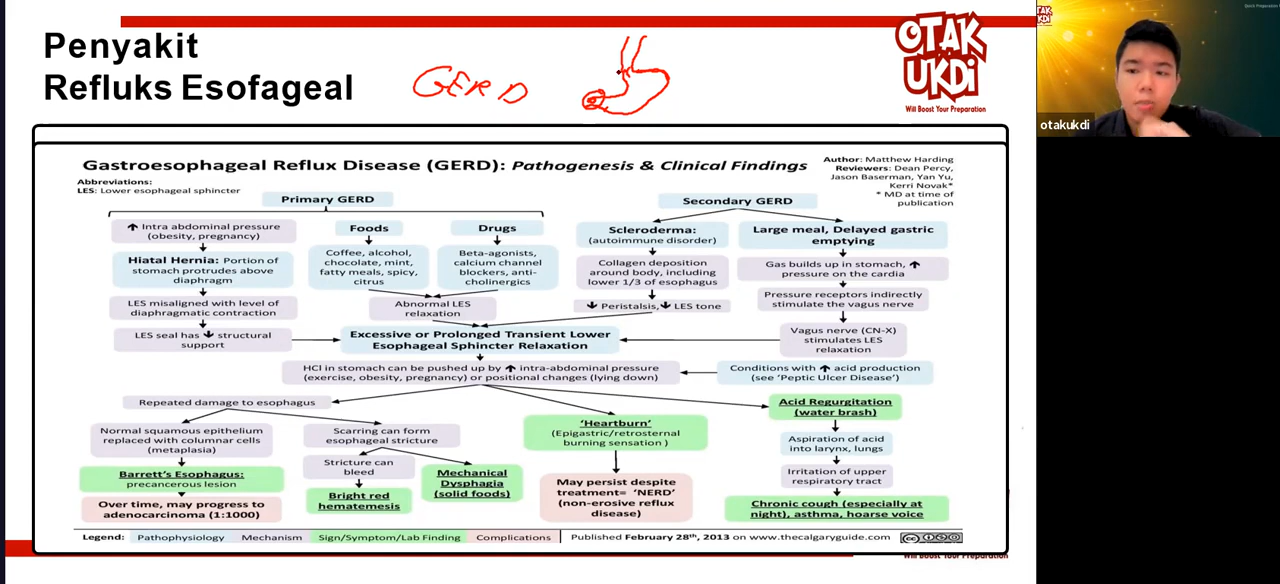 Penyakit
Refluks Esofageal
GERD
OTAK
UKDi
Will Boost Your Preparation
otakukdi
Gastroesophageal Reflux Disease (GERD): Pathogenesis & Clinical Findings
Author: Matthew Harding
Reviewers: Dean Percy,
Jason Baserman, Yan Yu,
Kerri Novak*
* MD at time of
publication
Abbreviations:
LES: Lower esophageal sphincter
Primary GERD
Secondary GERD
↑ Intra abdominal pressure
(obesity, pregnancy)
Foods
Drugs
Scleroderma:
(autoimmune disorder)
Large meal, Delayed gastric
emptying
Hiatal Hernia: Portion of
stomach protrudes above
diaphragm
Coffee, alcohol,
chocolate, mint,
fatty meals, spicy,
citrus
Beta-agonists,
calcium channel
blockers, anti-
cholinergics
Collagen deposition
around body, including
lower 1/3 of esophagus
Gas builds up in stomach, ↑
pressure on the cardia
LES misaligned with level of
diaphragmatic contraction
Abnormal LES
relaxation
↓ Peristalsis, ↓ LES tone
Pressure receptors indirectly
stimulate the vagus nerve
LES seal has ↓ structural
support
Excessive or Prolonged Transient Lower
Esophageal Sphincter Relaxation
Vagus nerve (CN-X)
stimulates LES
relaxation
HCl in stomach can be pushed up by ↑ intra-abdominal pressure
(exercise, obesity, pregnancy) or positional changes (lying down)
Conditions with ↑ acid production
(see 'Peptic Ulcer Disease')
Repeated damage to esophagus
Acid Regurgitation
(water brash)
Normal squamous epithelium
replaced with columnar cells
(metaplasia)
Scarring can form
esophageal stricture
'Heartburn'
(Epigastric/retrosternal
burning sensation )
Aspiration of acid
into larynx, lungs
Barrett's Esophagus:
precancerous lesion
Stricture can
bleed
Mechanical
Dysphagia
(solid foods)
May persist despite
treatment= 'NERD'
(non-erosive reflux
disease)
Irritation of upper
respiratory tract
Over time, may progress to
adenocarcinoma (1:1000)
Bright red
hematemesis
Chronic cough (especially at
night), asthma, hoarse voice
Legend: Pathophysiology Mechanism Sign/Symptom/Lab Finding Complications Published February 28th, 2013 on www.thecalgaryguide.com
Will Boost Your Preparation